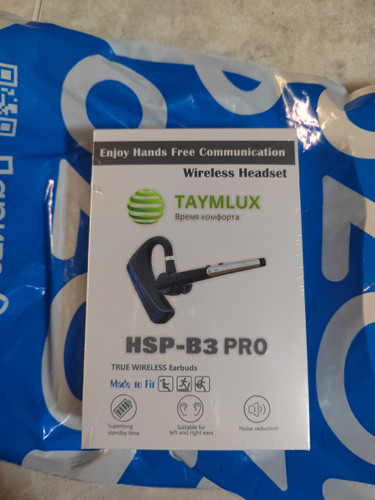 Enjoy Hands Free Communication
Wireless Headset
TAYMLUX
Время комфорта
HSP-B3 PRO
TRUE WIRELESS Earbuds
Made to Fit
Superlong
standby time
Suitable for
left and right ears
Noise reduction
OZO